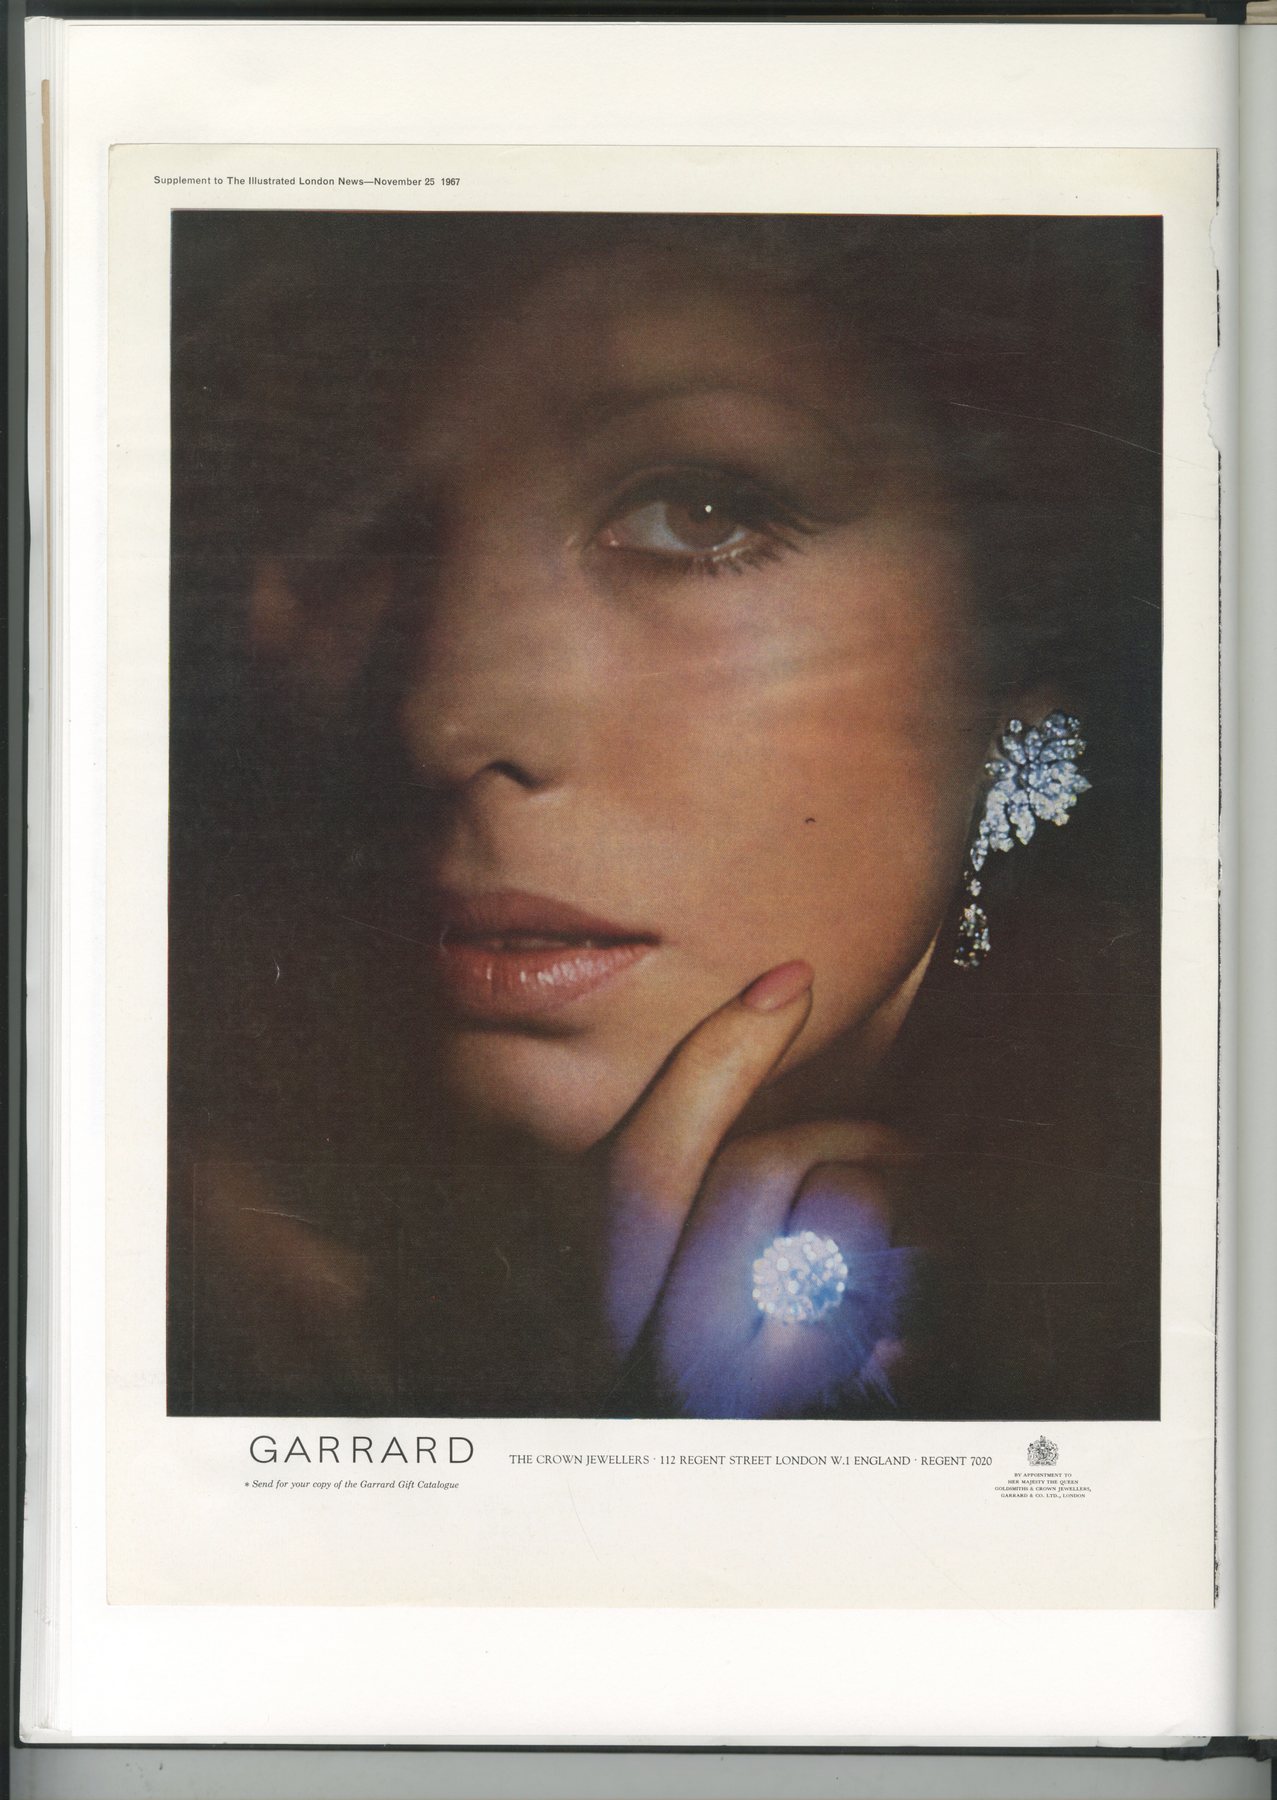 Supplement to The Illustrated London News—November 25 1967
GARRARD
THE CROWN JEWELLERS · 112 REGENT STREET LONDON W.1 ENGLAND · REGENT 7020
* Send for your copy of the Garrard Gift Catalogue
BY APPOINTMENT TO
HER MAJESTY THE QUEEN
GOLDSMITHS & CROWN JEWELLERS,
GARRARD & CO. LTD., LONDON